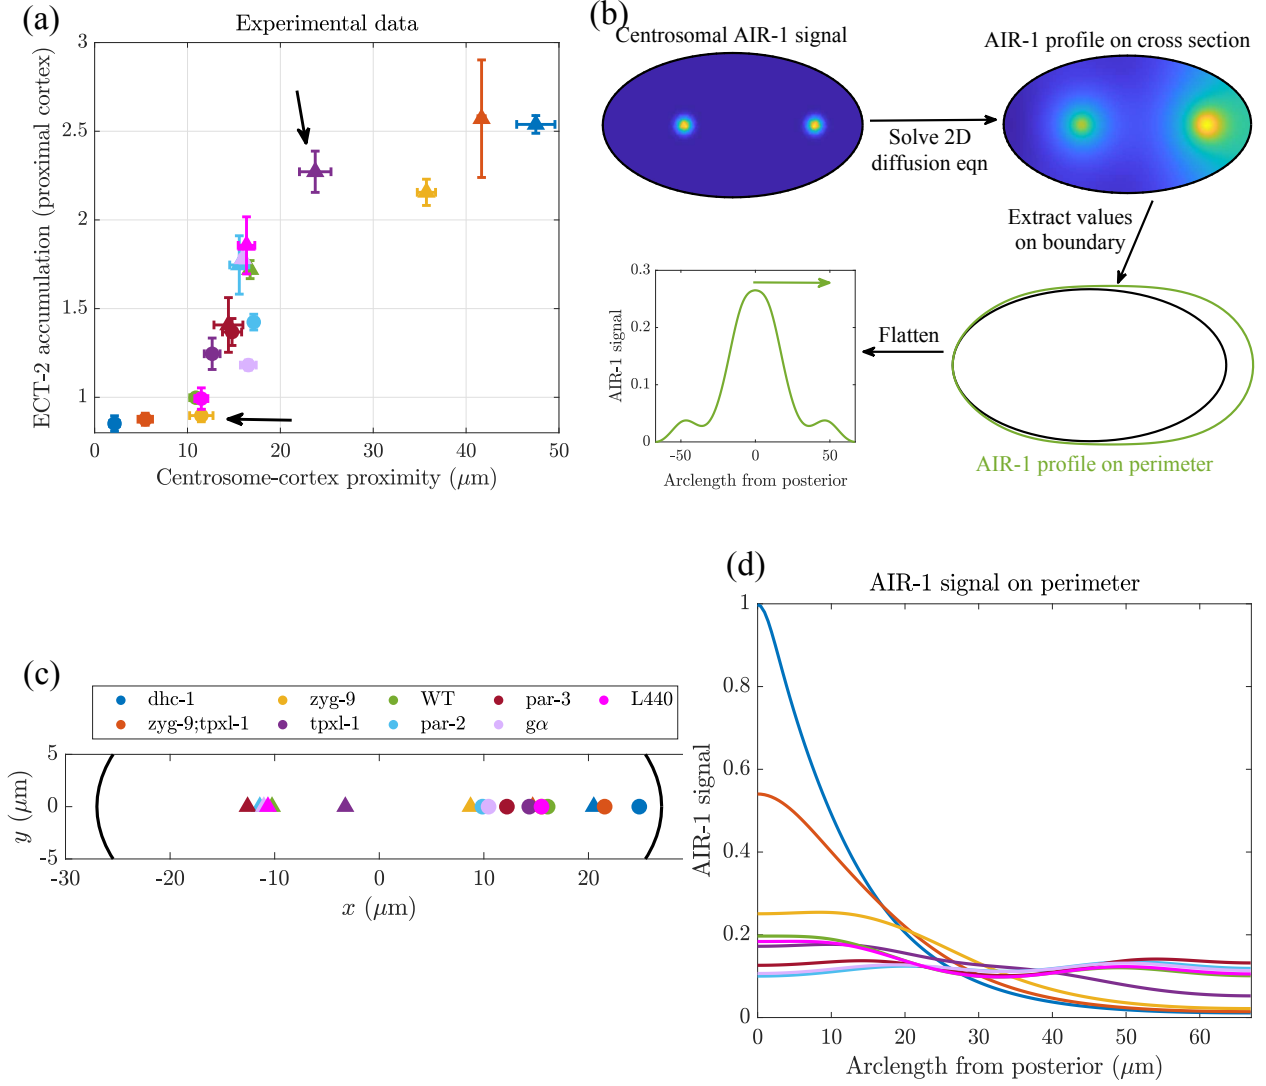 (a)
Experimental data
ECT-2 accumulation (proximal cortex)
3
2.5
2
1.5
1
0 10 20 30 40 50
Centrosome-cortex proximity (μm)
(b)
Centrosomal AIR-1 signal
AIR-1 profile on cross section
Solve 2D
diffusion eqn
Extract values
on boundary
Flatten
AIR-1 signal
0.3
0.1
0
-50 0 50
Arclength from posterior
AIR-1 profile on perimeter
(c)
dhc-1 zyg-9 WT par-3 L440
zyg-9;tpxl-1 tpxl-1 par-2 gα
y (μm)
5
0
-5
-30 -20 -10 0 10 20
x (μm)
(d)
AIR-1 signal on perimeter
AIR-1 signal
1
0.8
0.6
0.4
0.2
0
0 10 20 30 40 50 60
Arclength from posterior (μm)